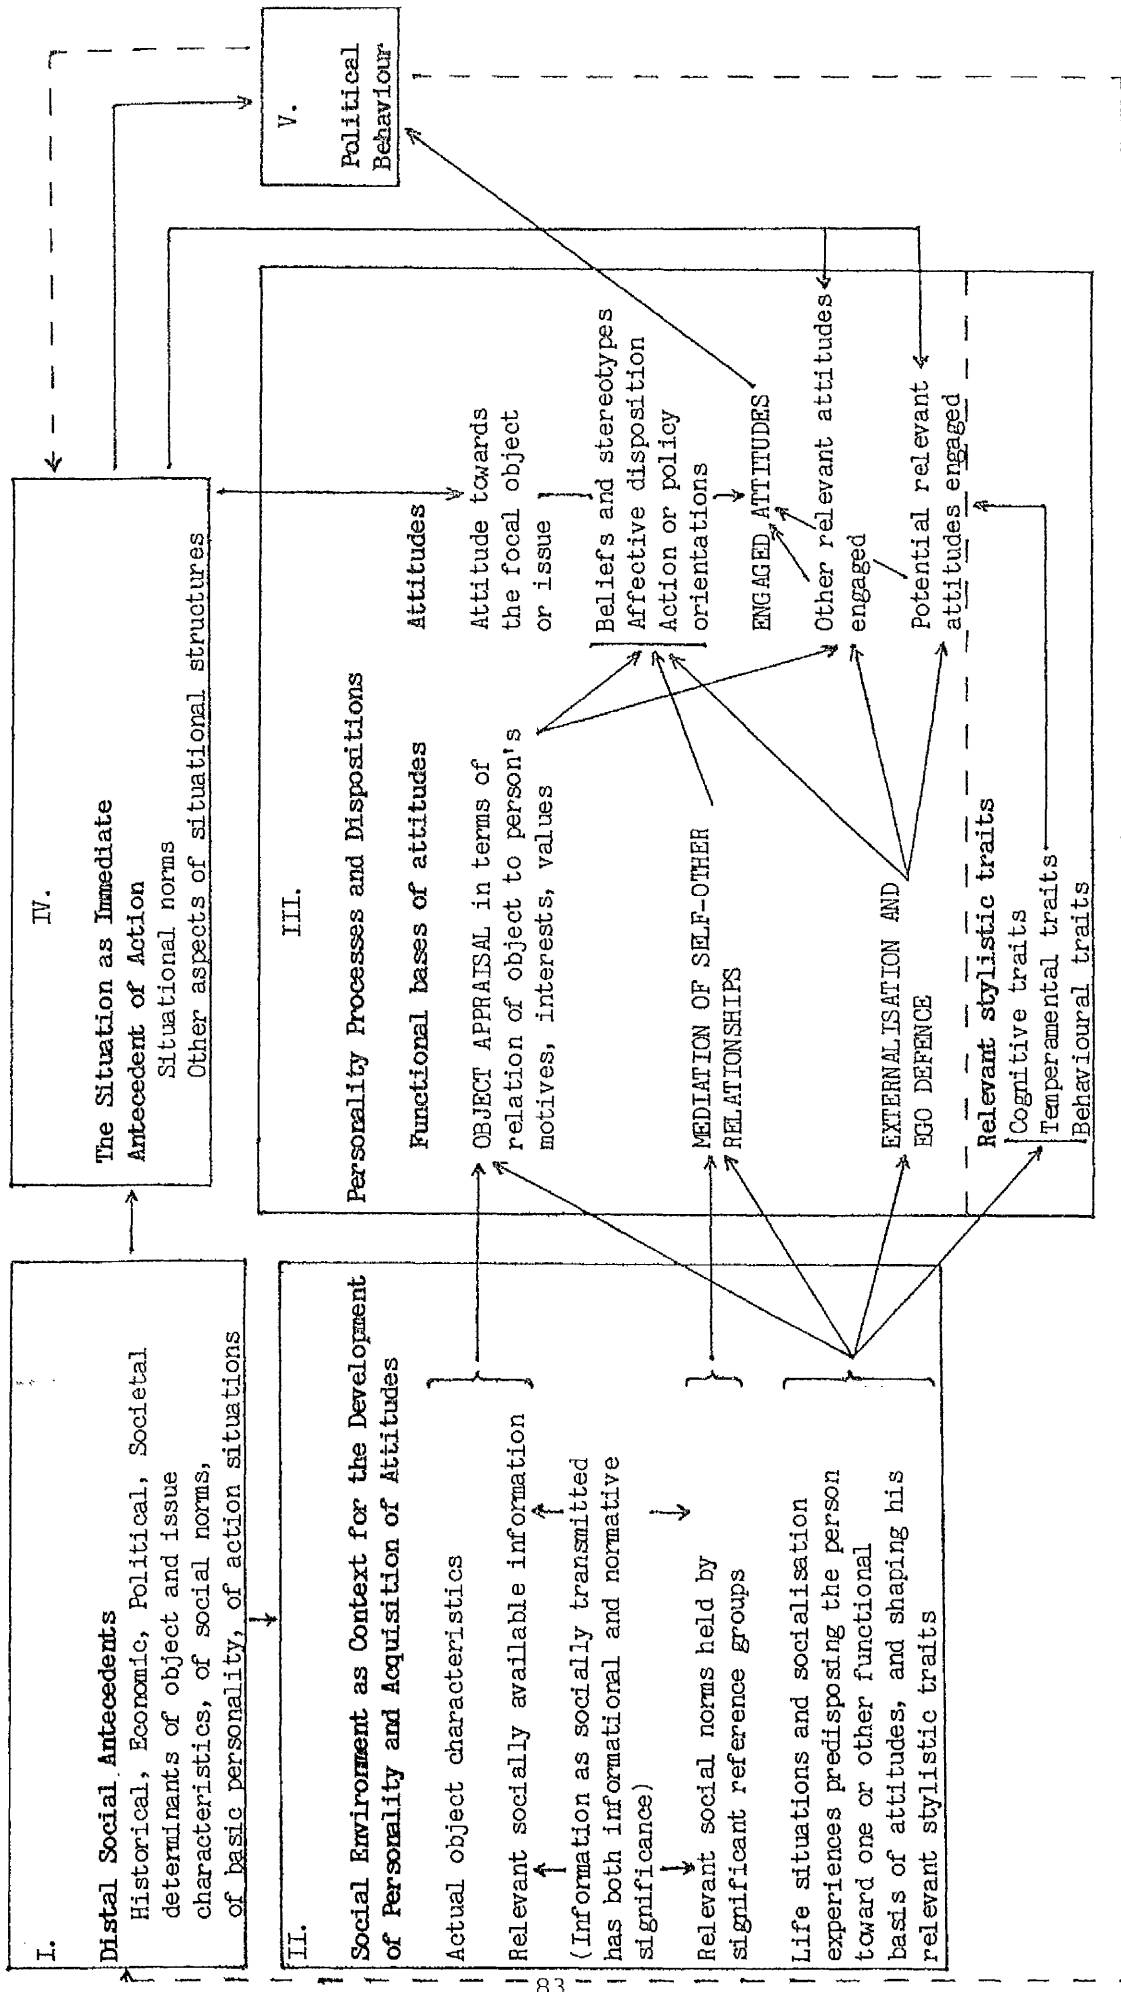 I.
Distal Social Antecedents
Historical, Economic, Political, Societal
determinants of object and issue
characteristics, of social norms,
of basic personality, of action situations
II.
Social Environment as Context for the Development
of Personality and Acquisition of Attitudes
Actual object characteristics
Relevant socially available information
(Information as socially transmitted
has both informational and normative
significance)
Relevant social norms held by
significant reference groups
Life situations and socialisation
experiences predisposing the person
toward one or other functional
basis of attitudes, and shaping his
relevant stylistic traits
IV.
The Situation as Immediate
Antecedent of Action
Situational norms
Other aspects of situational structures
III.
Personality Processes and Dispositions
Functional bases of attitudes
OBJECT APPRAISAL in terms of
relation of object to person's
motives, interests, values
MEDIATION OF SELF-OTHER
RELATIONSHIPS
EXTERNALISATION AND
EGO DEFENCE
Relevant stylistic traits
Cognitive traits
Temperamental traits
Behavioural traits
Attitudes
Attitude towards
the focal object
or issue
Beliefs and stereotypes
Affective disposition
Action or policy
orientations
ENGAGED ATTITUDES
Other relevant attitudes
engaged
Potential relevant
attitudes engaged
V.
Political
Behaviour
83